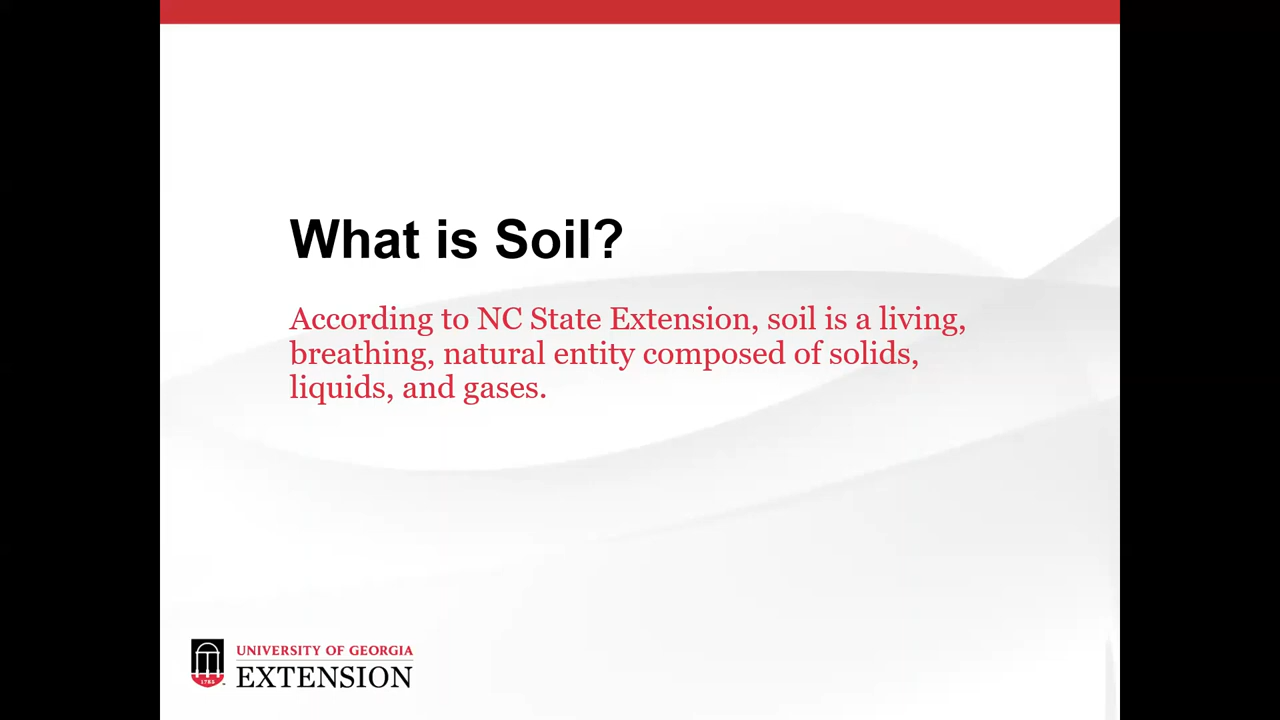 What is Soil?
According to NC State Extension, soil is a living,
breathing, natural entity composed of solids,
liquids, and gases.
1785
UNIVERSITY OF GEORGIA
EXTENSION